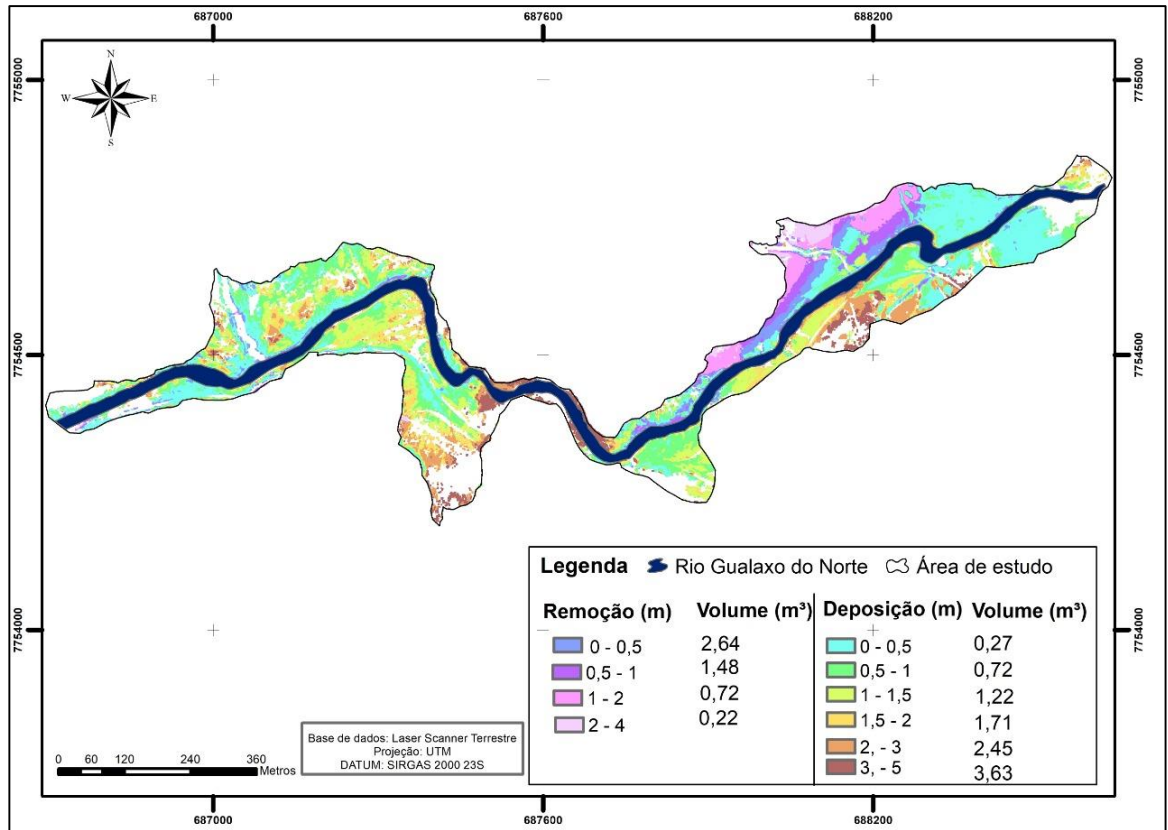 687000 687600 688200
7755000 7755000
N
W E
S
7754500 7754500
Legenda Rio Gualaxo do Norte Área de estudo
Remoção (m) Volume (m³) Deposição (m) Volume (m³)
0 - 0,5 2,64 0 - 0,5 0,27
0,5 - 1 1,48 0,5 - 1 0,72
1 - 2 0,72 1 - 1,5 1,22
2 - 4 0,22 1,5 - 2 1,71
2, - 3 2,45
3, - 5 3,63
7754000 7754000
Base de dados: Laser Scanner Terrestre
Projeção: UTM
DATUM: SIRGAS 2000 23S
0 60 120 240 360
Metros
687000 687600 688200